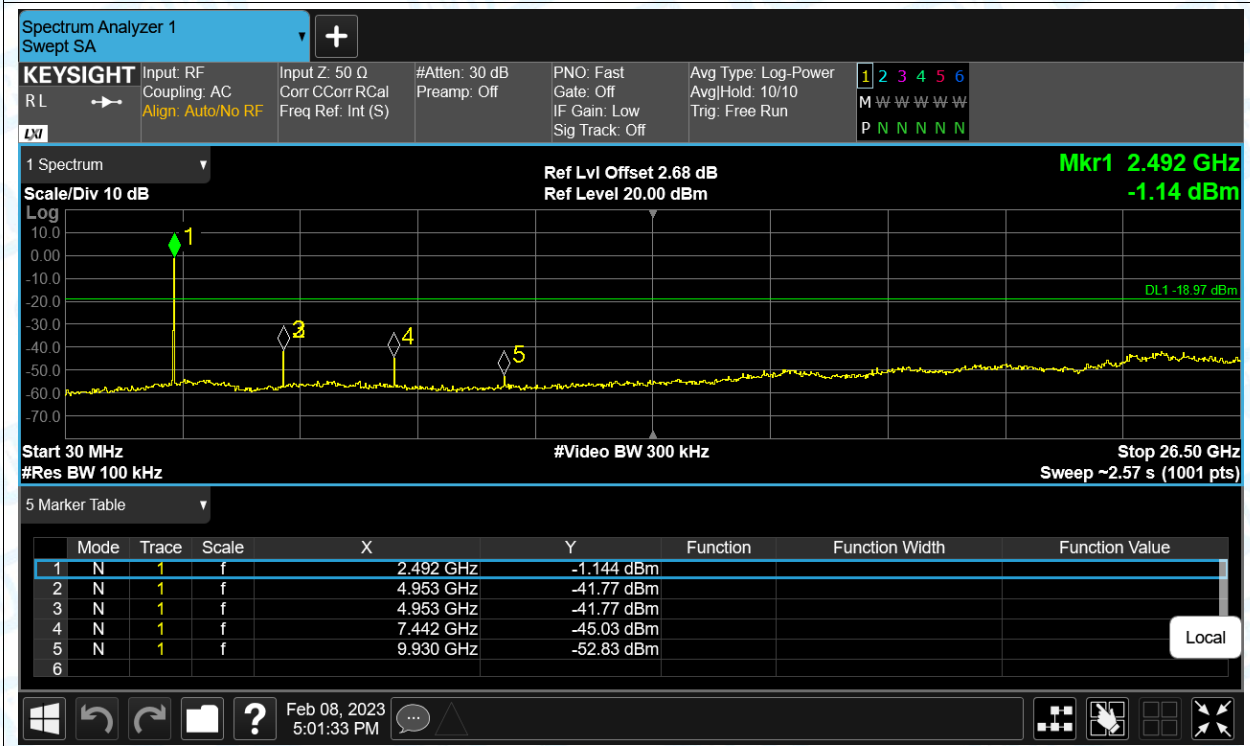 Spectrum Analyzer 1
Swept SA
KEYSIGHT
R L
LXI
Input: RF
Coupling: AC
Align: Auto/No RF
Input Z: 50 Ω
Corr CCorr RCal
Freq Ref: Int (S)
#Atten: 30 dB
Preamp: Off
PNO: Fast
Gate: Off
IF Gain: Low
Sig Track: Off
Avg Type: Log-Power
Avg|Hold: 10/10
Trig: Free Run
1 2 3 4 5 6
M W W W W W
P N N N N N
1 Spectrum
Scale/Div 10 dB
Ref Lvl Offset 2.68 dB
Ref Level 20.00 dBm
Mkr1 2.492 GHz
-1.14 dBm
Log
10.0
0.00
-10.0
-20.0
-30.0
-40.0
-50.0
-60.0
-70.0
1
3
4
5
DL1 -18.97 dBm
Start 30 MHz
#Video BW 300 kHz
Stop 26.50 GHz
#Res BW 100 kHz
Sweep ~2.57 s (1001 pts)
5 Marker Table
Mode Trace Scale X Y Function Function Width Function Value
1 N 1 f 2.492 GHz -1.144 dBm
2 N 1 f 4.953 GHz -41.77 dBm
3 N 1 f 4.953 GHz -41.77 dBm
4 N 1 f 7.442 GHz -45.03 dBm
5 N 1 f 9.930 GHz -52.83 dBm
6
Local
?
Feb 08, 2023
5:01:33 PM